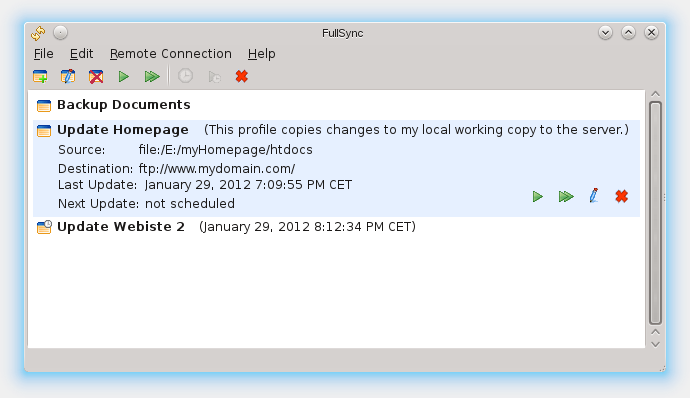 FullSync
File Edit Remote Connection Help
Backup Documents
Update Homepage (This profile copies changes to my local working copy to the server.)
Source: file:/E:/myHomepage/htdocs
Destination: ftp://www.mydomain.com/
Last Update: January 29, 2012 7:09:55 PM CET
Next Update: not scheduled
Update Webiste 2 (January 29, 2012 8:12:34 PM CET)